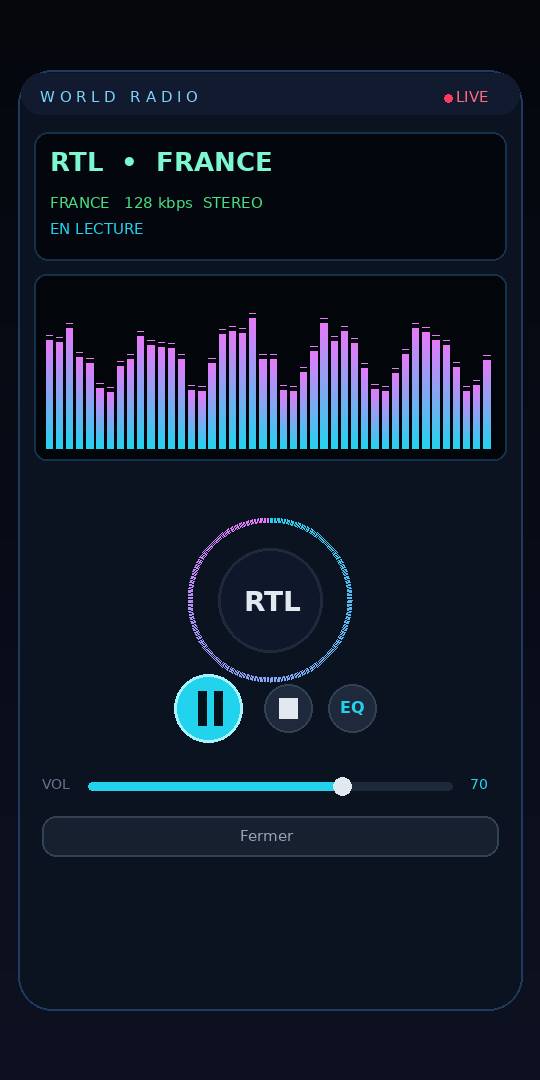 WORLD RADIO
LIVE
RTL • FRANCE
FRANCE 128 kbps STEREO
EN LECTURE
RTL
EQ
VOL
70
Fermer